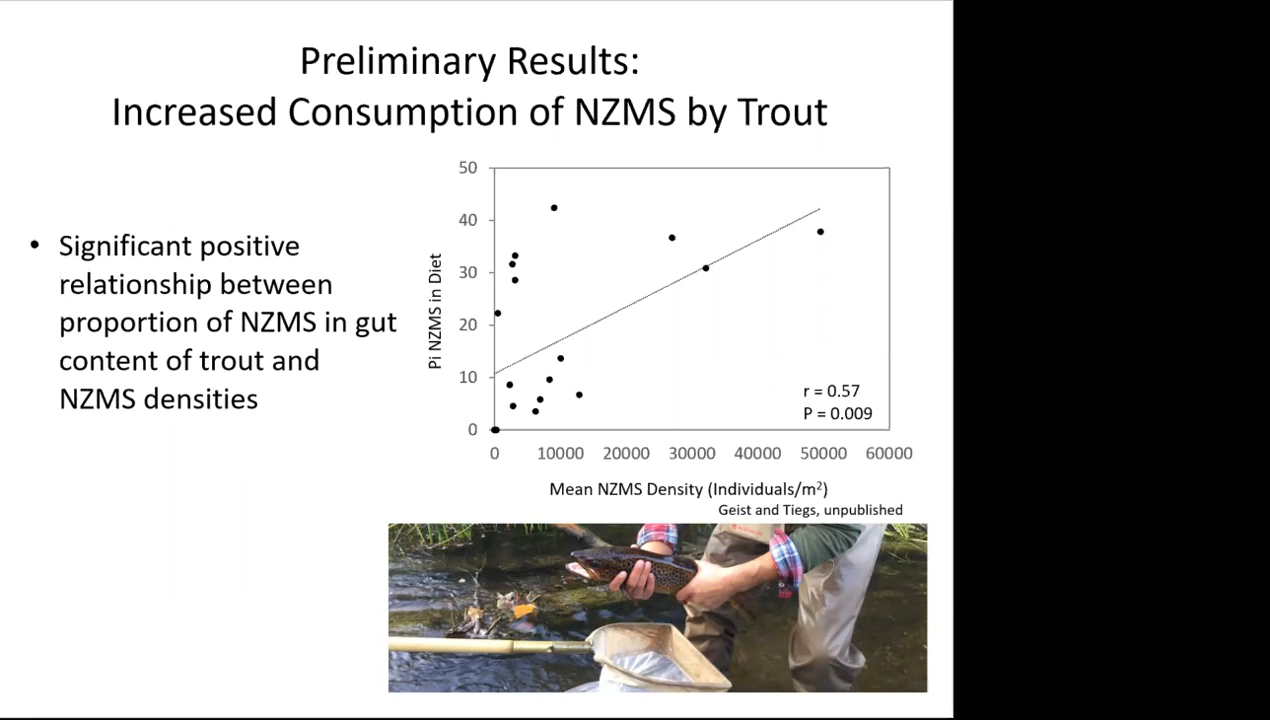 Preliminary Results:
Increased Consumption of NZMS by Trout
• Significant positive
relationship between
proportion of NZMS in gut
content of trout and
NZMS densities
Pi NZMS in Diet
50
40
30
20
10
0
r = 0.57
P = 0.009
0 10000 20000 30000 40000 50000 60000
Mean NZMS Density (Individuals/m²)
Geist and Tiegs, unpublished